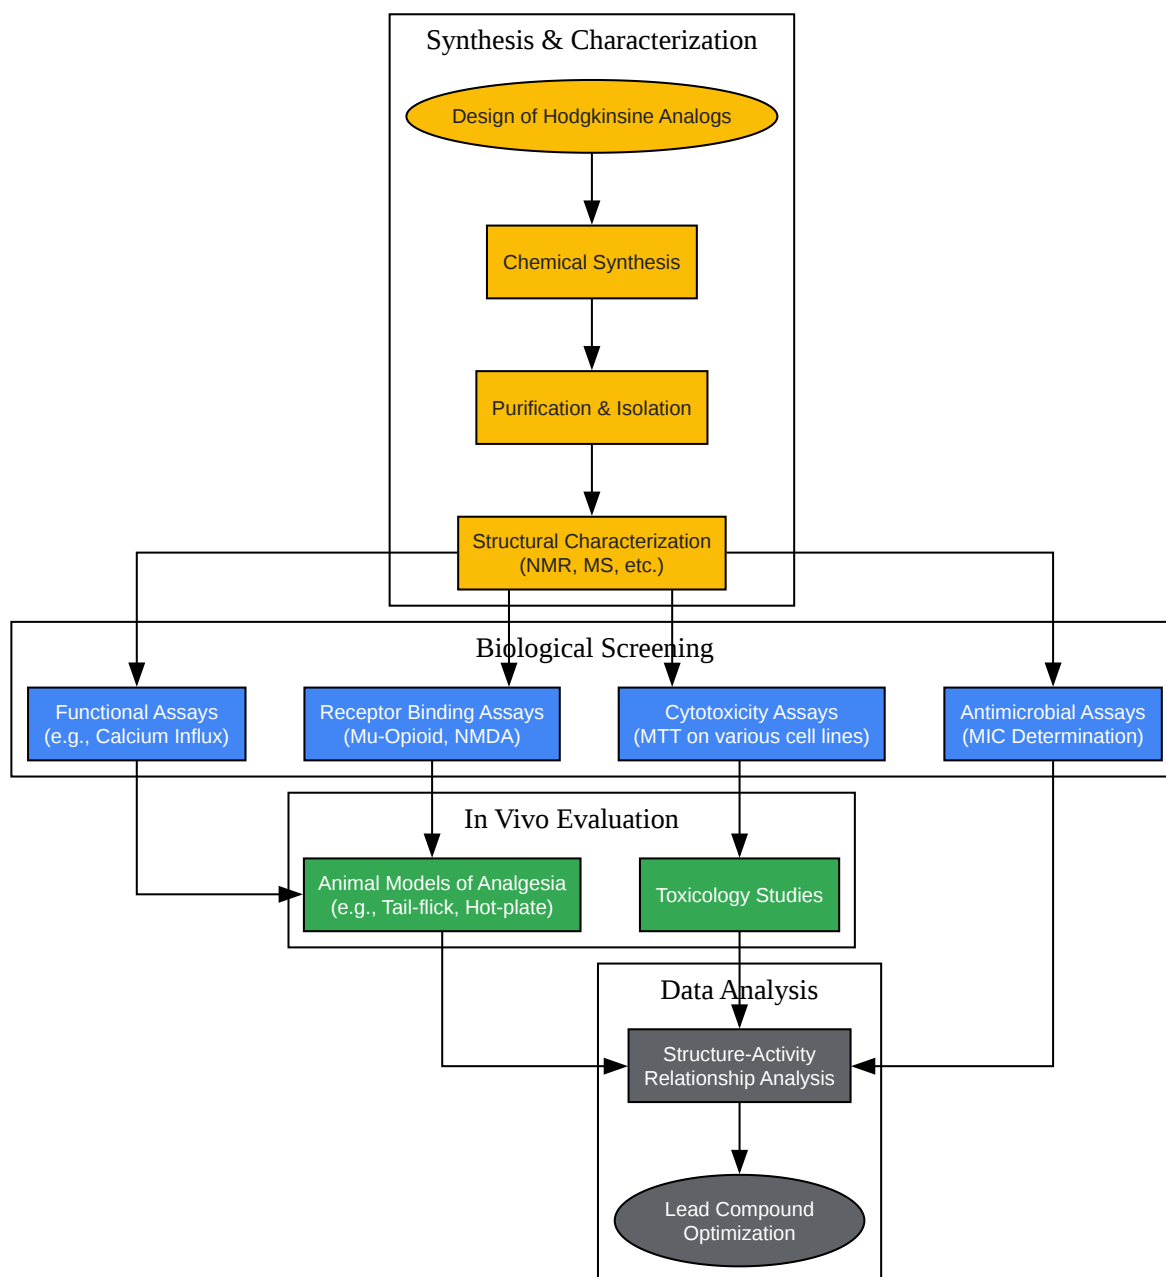 Synthesis & Characterization
Design of Hodgkinsine Analogs
Chemical Synthesis
Purification & Isolation
Structural Characterization
(NMR, MS, etc.)
Biological Screening
Functional Assays
(e.g., Calcium Influx)
Receptor Binding Assays
(Mu-Opioid, NMDA)
Cytotoxicity Assays
(MTT on various cell lines)
Antimicrobial Assays
(MIC Determination)
In Vivo Evaluation
Animal Models of Analgesia
(e.g., Tail-flick, Hot-plate)
Toxicology Studies
Data Analysis
Structure-Activity
Relationship Analysis
Lead Compound
Optimization